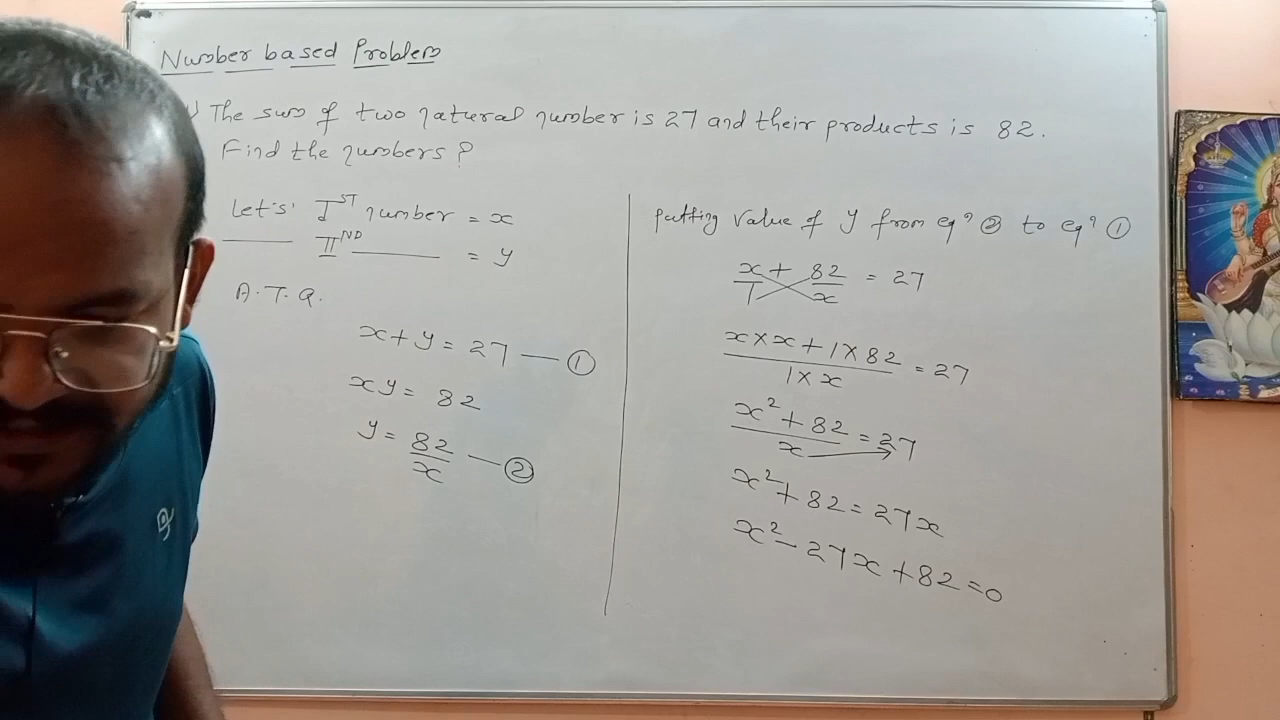 Number based Problem
The sum of two natural number is 27 and their products is 82.
Find the numbers?
Let's Iˢᵀ number = x
IIᴺᴰ ——— = y
A.T.Q.
x + y = 27 — ①
xy = 82
y = 82/x — ②
Putting value of y from eqⁿ ② to eqⁿ ①
x/1 + 82/x = 27
(x × x + 1 × 82)/(1 × x) = 27
(x² + 82)/x = 27
x² + 82 = 27x
x² - 27x + 82 = 0